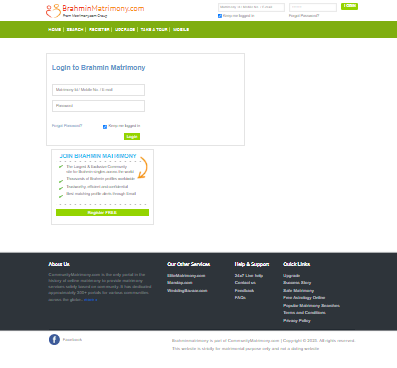 BrahminMatrimony.com
From Matrimony.com Group
Matrimony Id / Mobile No. / E-mail
LOGIN
Keep me logged in
Forgot Password?
HOME | SEARCH | REGISTER | UPGRADE | TAKE A TOUR | MOBILE
Login to Brahmin Matrimony
Matrimony Id / Mobile No. / E-mail
Password
Forgot Password?
Keep me logged in
Login
JOIN BRAHMIN MATRIMONY
The Largest & Exclusive Community
site for Brahmin singles across the world
Thousands of Brahmin profiles worldwide
Trustworthy, efficient and confidential
Best matching profile alerts through Email
Register FREE
About Us
CommunityMatrimony.com is the only portal in the
history of online matrimony to provide matrimony
services solely based on community. It has dedicated
approximately 300+ portals for various communities
across the globe.
Our Other Services
EliteMatrimony.com
Mandap.com
WeddingBazaar.com
Help & Support
24x7 Live help
Contact us
Feedback
FAQs
Quick Links
Upgrade
Success Story
Safe Matrimony
Free Astrology Online
Popular Matrimony Searches
Terms and Conditions
Privacy Policy
Facebook
Brahminmatrimony is part of CommunityMatrimony.com | Copyright © 2020. All rights reserved.
This website is strictly for matrimonial purpose only and not a dating website.